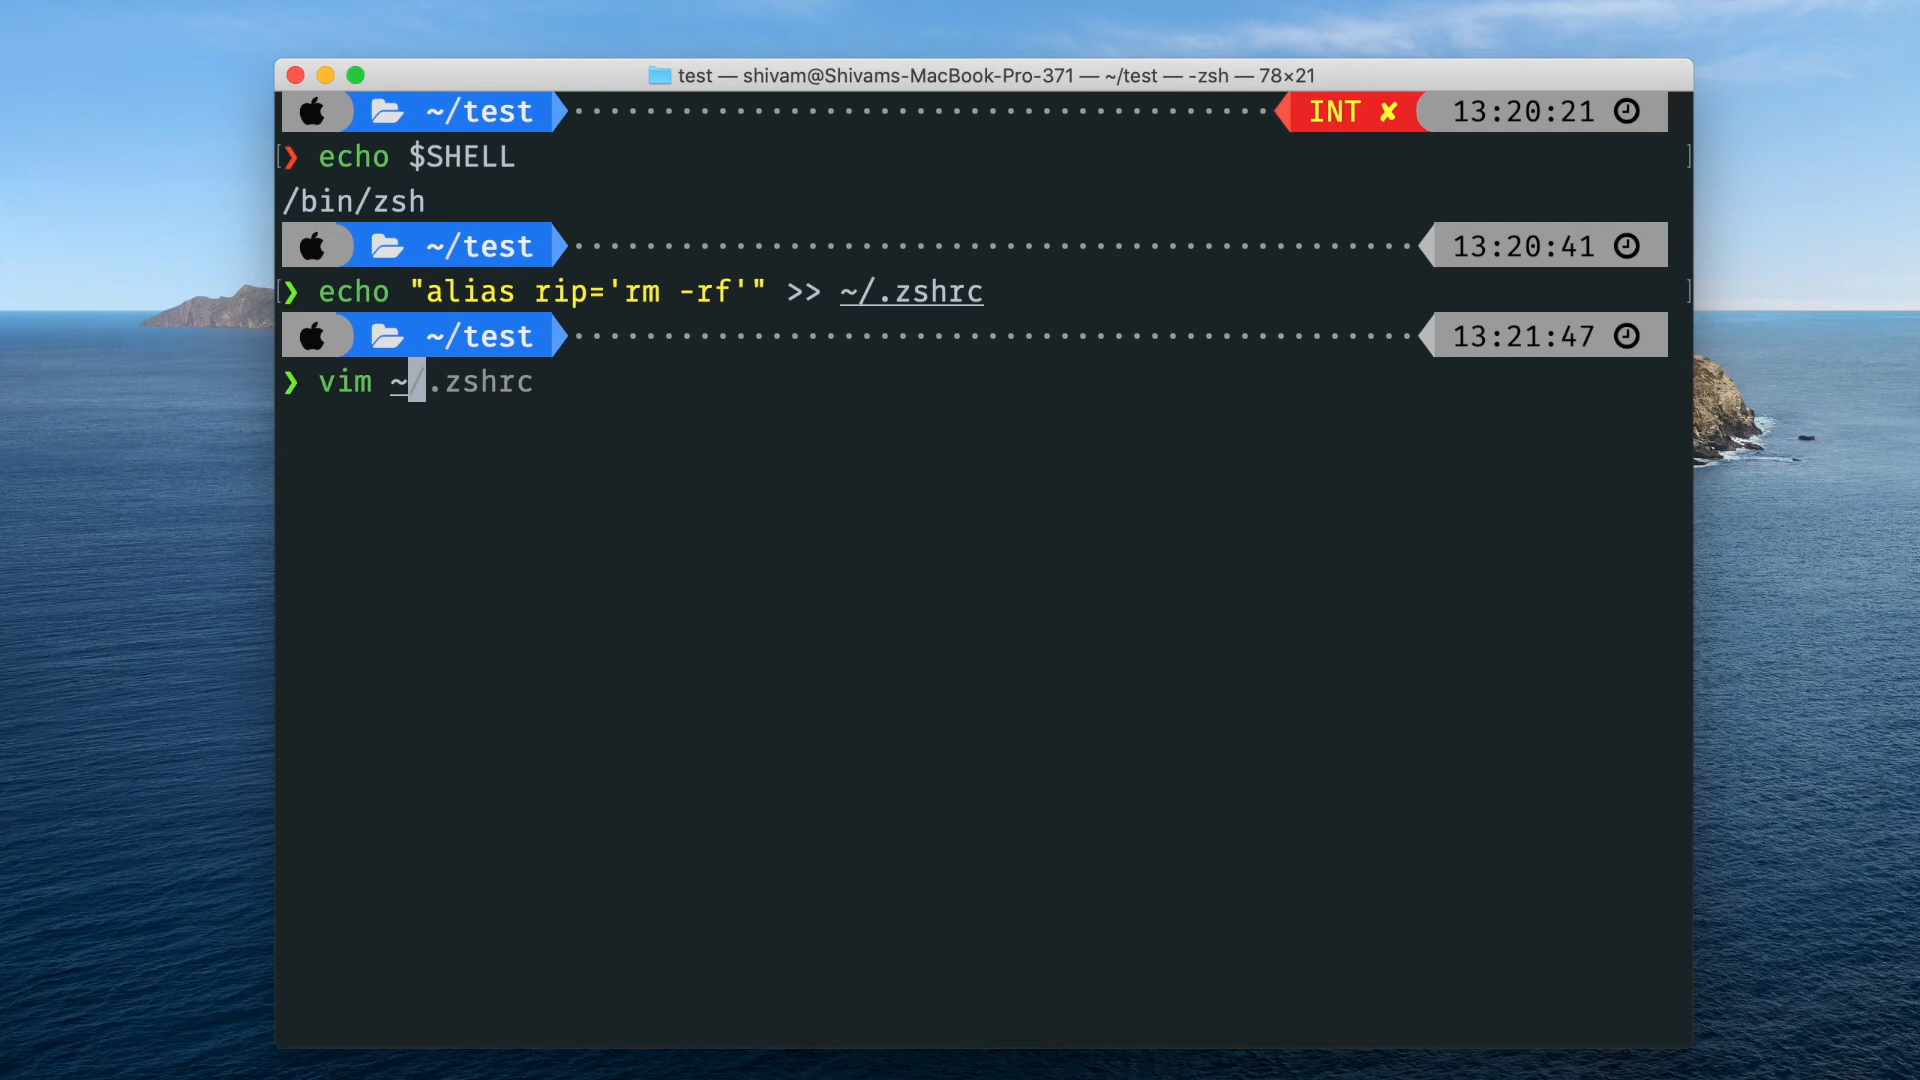 test — shivam@Shivams-MacBook-Pro-371 — ~/test — -zsh — 78×21
~/test INT ✘ 13:20:21
❯ echo $SHELL
/bin/zsh
~/test 13:20:41
❯ echo "alias rip='rm -rf'" >> ~/.zshrc
~/test 13:21:47
❯ vim ~/.zshrc